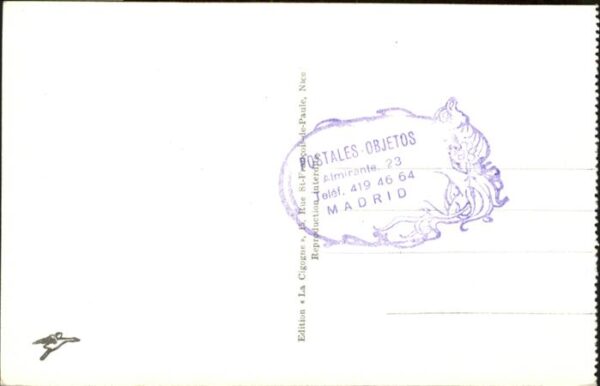 Edition « La Cigogne », 15, Rue St-François-de-Paule, Nice
Reproduction interdite
POSTALES-OBJETOS
Almirante, 23
Teléf. 419 46 64
MADRID